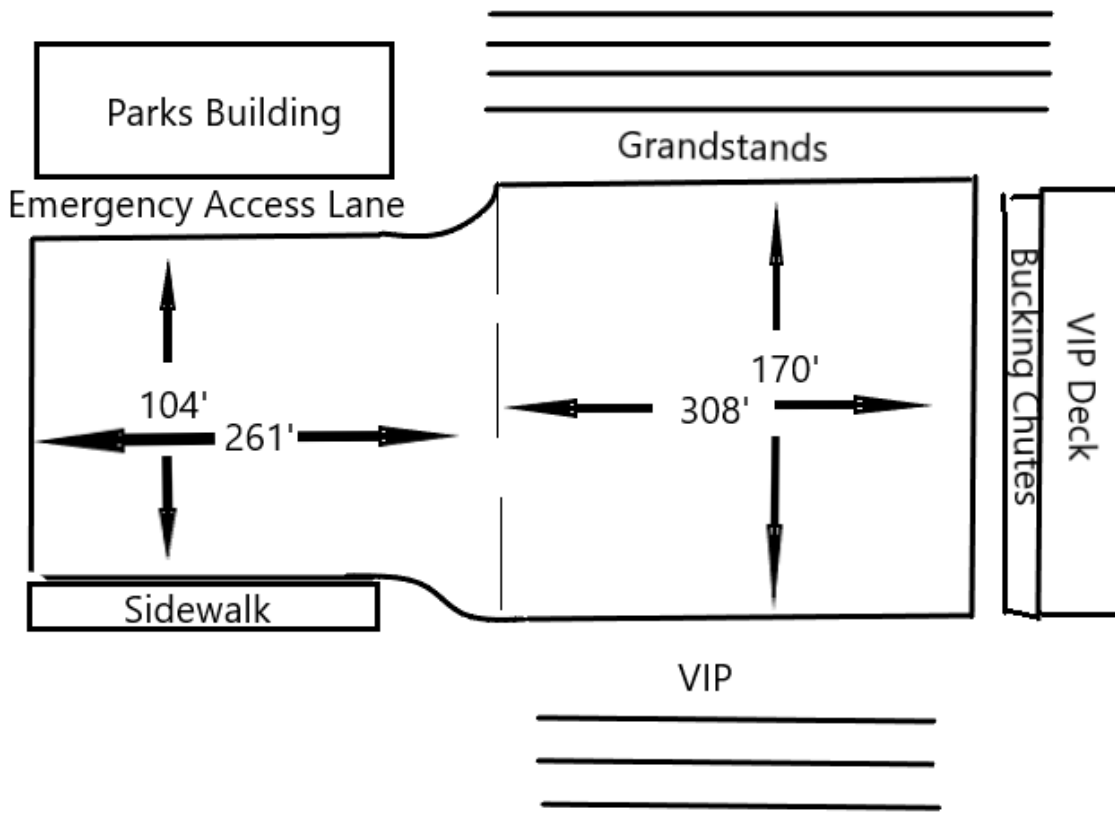 Parks Building
Grandstands
Emergency Access Lane
104'
261'
170'
308'
Bucking Chutes
VIP Deck
Sidewalk
VIP